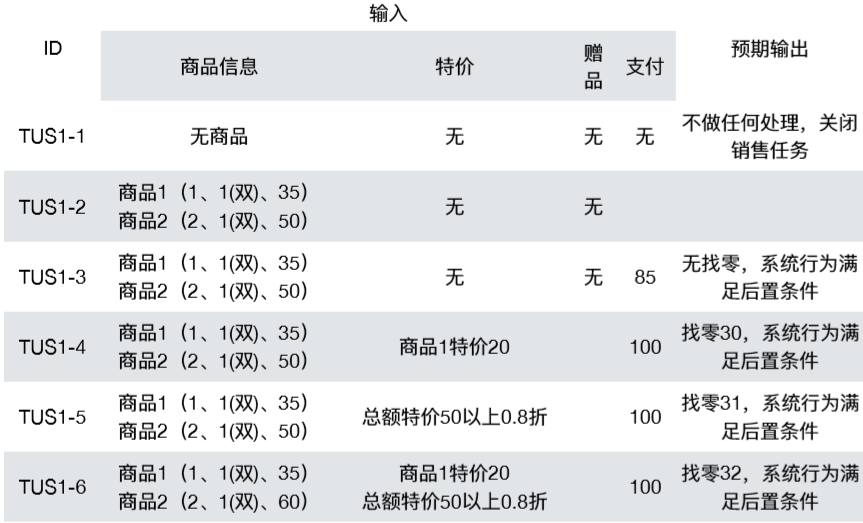 输入
ID 商品信息 特价 赠品 支付 预期输出
TUS1-1 无商品 无 无 无 不做任何处理，关闭
销售任务
TUS1-2 商品1（1、1(双)、35） 无 无
商品2（2、1(双)、50）
TUS1-3 商品1（1、1(双)、35） 无 无 85 无找零，系统行为满
商品2（2、1(双)、50） 足后置条件
TUS1-4 商品1（1、1(双)、35） 商品1特价20 100 找零30，系统行为满
商品2（2、1(双)、50） 足后置条件
TUS1-5 商品1（1、1(双)、35） 总额特价50以上0.8折 100 找零31，系统行为满
商品2（2、1(双)、50） 足后置条件
TUS1-6 商品1（1、1(双)、35） 商品1特价20 100 找零32，系统行为满
商品2（2、1(双)、60） 总额特价50以上0.8折 足后置条件